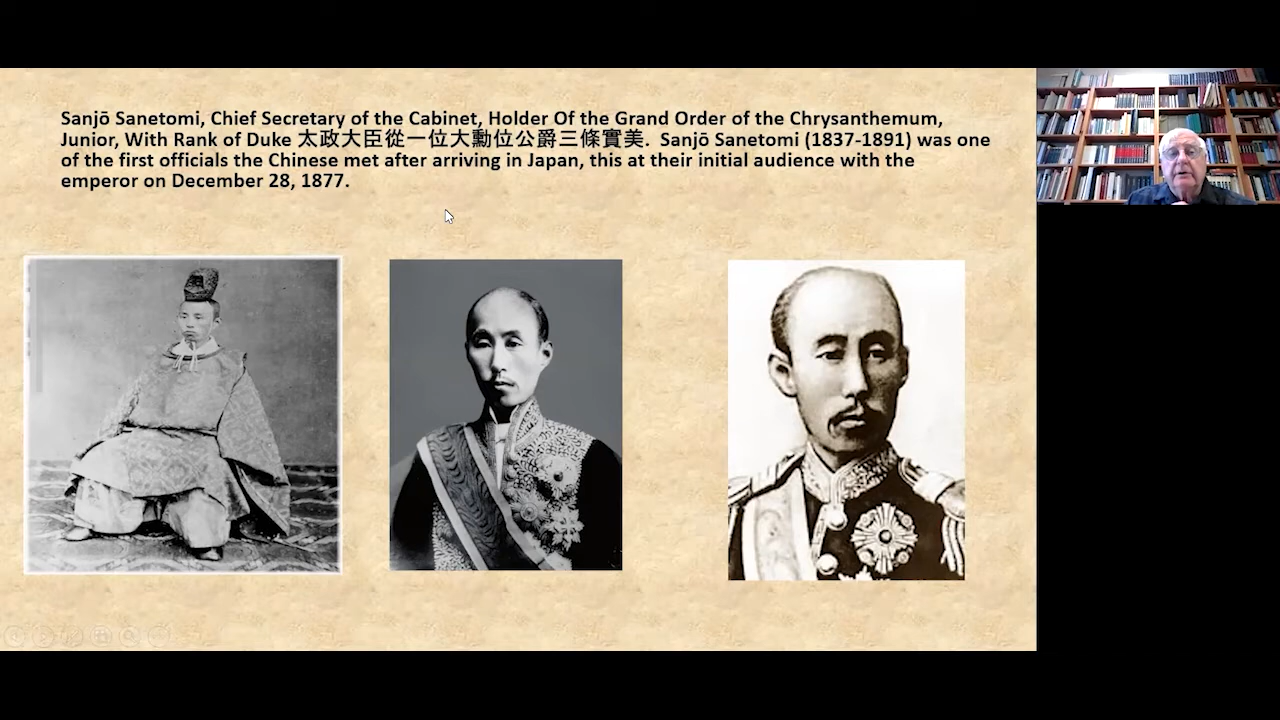 Sanjō Sanetomi, Chief Secretary of the Cabinet, Holder Of the Grand Order of the Chrysanthemum,
Junior, With Rank of Duke 太政大臣從一位大勳位公爵三條實美.  Sanjō Sanetomi (1837-1891) was one
of the first officials the Chinese met after arriving in Japan, this at their initial audience with the
emperor on December 28, 1877.